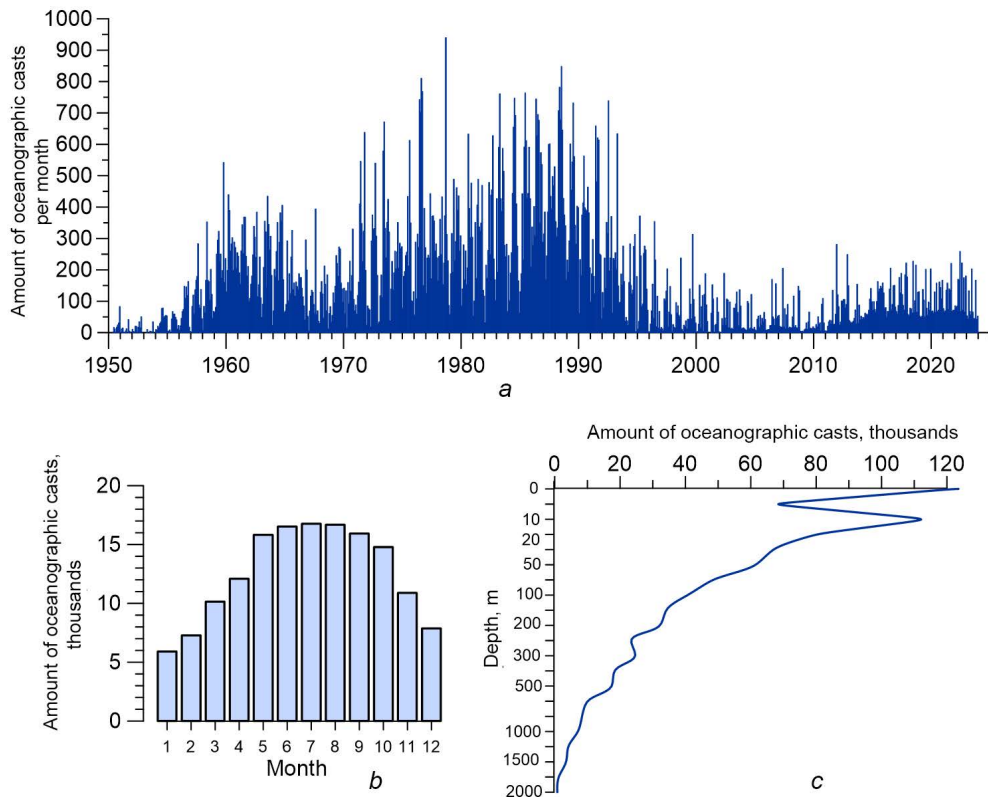 1000
900
800
700
600
500
400
300
200
100
0
Amount of oceanographic casts
per month
1950 1960 1970 1980 1990 2000 2010 2020
a
20
15
10
5
0
Amount of oceanographic casts,
thousands
1 2 3 4 5 6 7 8 9 10 11 12
Month
b
Amount of oceanographic casts, thousands
0 20 40 60 80 100 120
0
10
20
50
100
200
300
500
1000
1500
2000
Depth, m
c